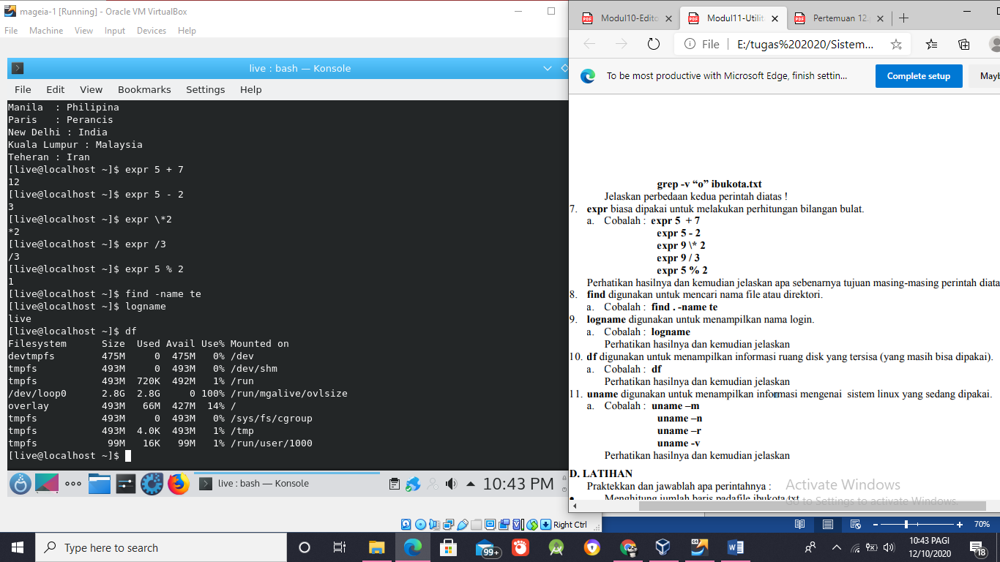 mageia-1 [Running] - Oracle VM VirtualBox
File Machine View Input Devices Help
live : bash — Konsole
File Edit View Bookmarks Settings Help
Manila : Philipina
Paris : Perancis
New Delhi : India
Kuala Lumpur : Malaysia
Teheran : Iran
[live@localhost ~]$ expr 5 + 7
12
[live@localhost ~]$ expr 5 - 2
3
[live@localhost ~]$ expr \*2
*2
[live@localhost ~]$ expr /3
/3
[live@localhost ~]$ expr 5 % 2
1
[live@localhost ~]$ find -name te
[live@localhost ~]$ logname
live
[live@localhost ~]$ df
Filesystem Size Used Avail Use% Mounted on
devtmpfs 475M 0 475M 0% /dev
tmpfs 493M 0 493M 0% /dev/shm
tmpfs 493M 720K 492M 1% /run
/dev/loop0 2.8G 2.8G 0 100% /run/mgalive/ovlsize
overlay 493M 66M 427M 14% /
tmpfs 493M 0 493M 0% /sys/fs/cgroup
tmpfs 493M 4.0K 493M 1% /tmp
tmpfs 99M 16K 99M 1% /run/user/1000
[live@localhost ~]$
live : bash — Konsole
10:43 PM
Right Ctrl
Modul10-Edito
Modul11-Utilit
Pertemuan 12.
File E:/tugas%202020/Sistem...
To be most productive with Microsoft Edge, finish settin...
Complete setup
Mayb
grep -v “o” ibukota.txt
Jelaskan perbedaan kedua perintah diatas !
7. expr biasa dipakai untuk melakukan perhitungan bilangan bulat.
a. Cobalah : expr 5 + 7
expr 5 - 2
expr 9 \* 2
expr 9 / 3
expr 5 % 2
Perhatikan hasilnya dan kemudian jelaskan apa sebenarnya tujuan masing-masing perintah diata
8. find digunakan untuk mencari nama file atau direktori.
a. Cobalah : find . -name te
9. logname digunakan untuk menampilkan nama login.
a. Cobalah : logname
Perhatikan hasilnya dan kemudian jelaskan
10. df digunakan untuk menampilkan informasi ruang disk yang tersisa (yang masih bisa dipakai).
a. Cobalah : df
Perhatikan hasilnya dan kemudian jelaskan
11. uname digunakan untuk menampilkan informasi mengenai sistem linux yang sedang dipakai.
a. Cobalah : uname –m
uname –n
uname –r
uname -v
Perhatikan hasilnya dan kemudian jelaskan
D. LATIHAN
Praktekkan dan jawablah apa perintahnya :
• Menghitung jumlah baris padafile ibukota.txt
Activate Windows
Go to Settings to activate Windows.
70%
Type here to search
99+
10:43 PAGI
12/10/2020
18